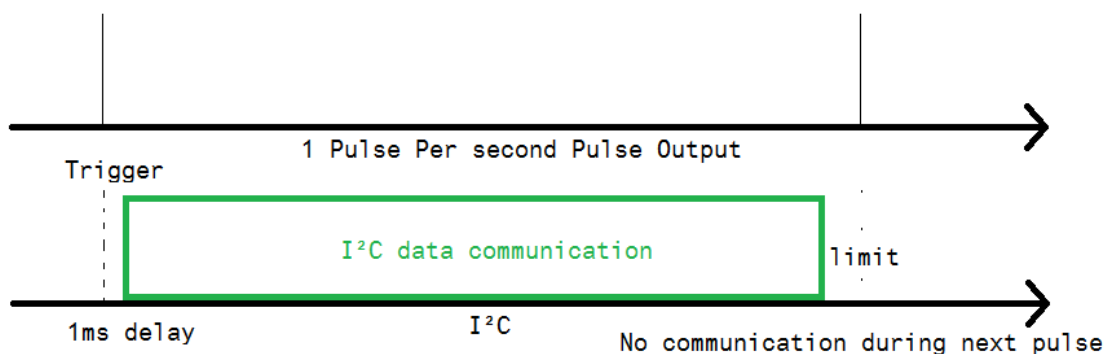 1 Pulse Per second Pulse Output
Trigger
I²C data communication
limit
1ms delay
I²C
No communication during next pulse